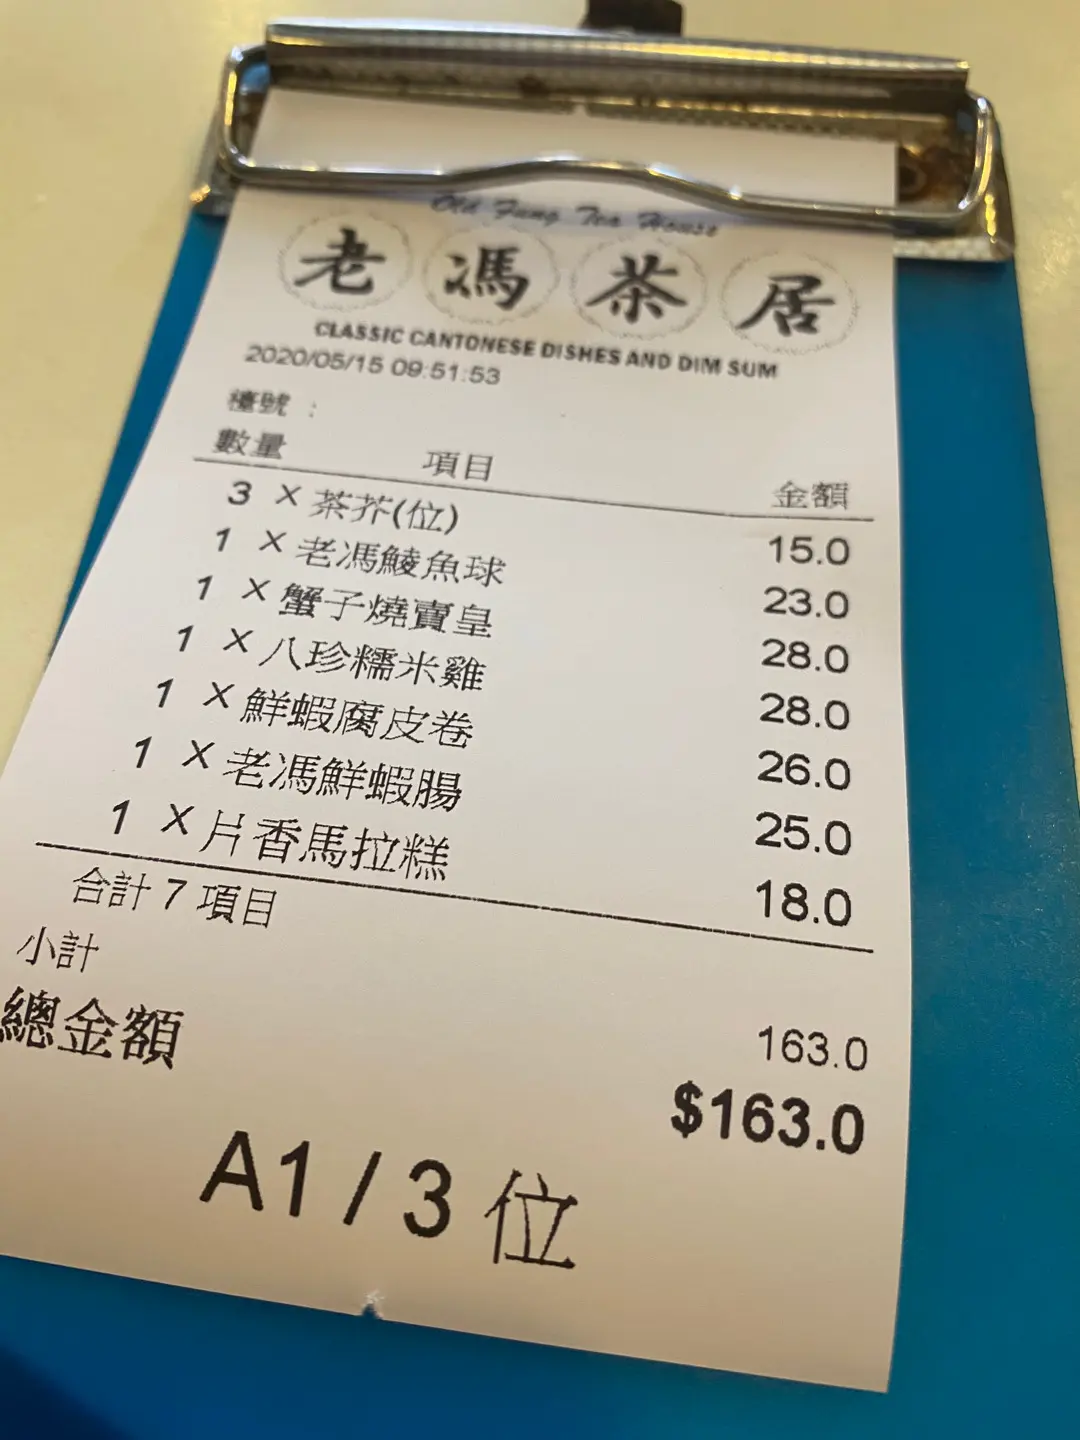 Old Fung Tea House
老馮茶居
CLASSIC CANTONESE DISHES AND DIM SUM
2020/05/15 09:51:53
檯號 :
數量 項目 金額
3 X 茶芥(位) 15.0
1 X 老馮鯪魚球 23.0
1 X 蟹子燒賣皇 28.0
1 X 八珍糯米雞 28.0
1 X 鮮蝦腐皮卷 26.0
1 X 老馮鮮蝦腸 25.0
1 X 片香馬拉糕 18.0
合計 7 項目
小計 163.0
總金額 $163.0
A1 / 3 位